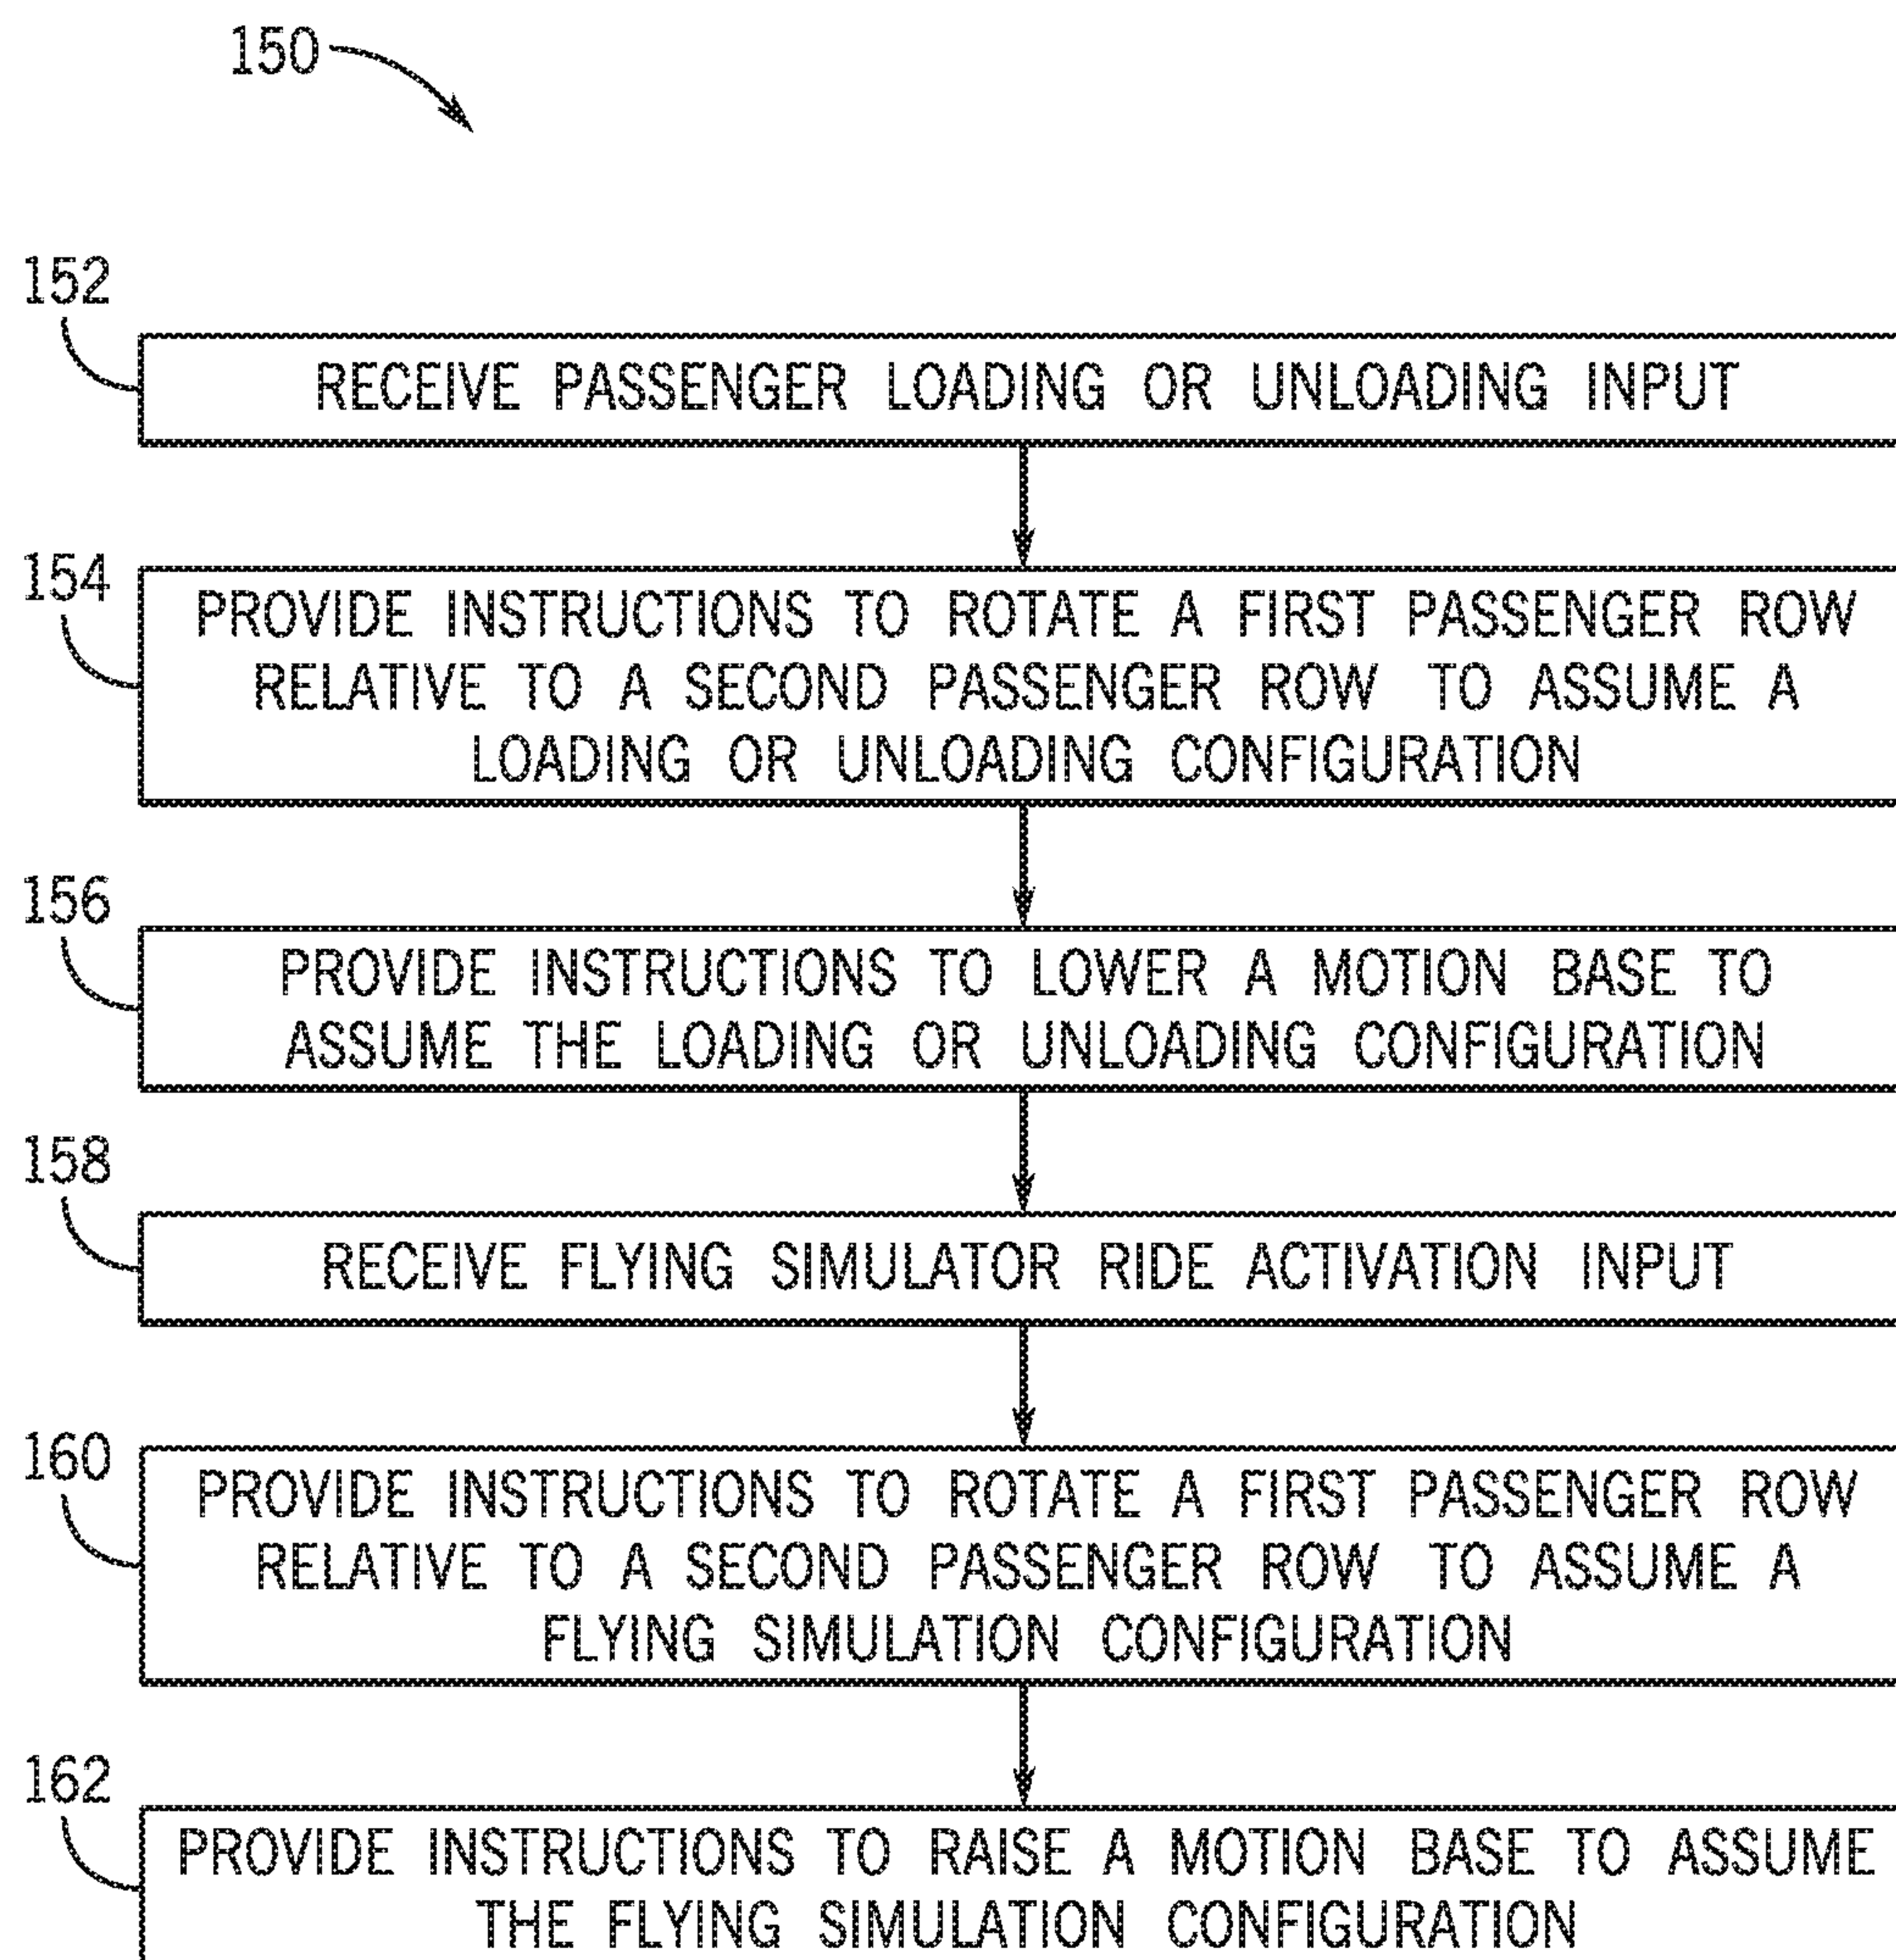 150
152
RECEIVE PASSENGER LOADING OR UNLOADING INPUT
154
PROVIDE INSTRUCTIONS TO ROTATE A FIRST PASSENGER ROW
RELATIVE TO A SECOND PASSENGER ROW TO ASSUME A
LOADING OR UNLOADING CONFIGURATION
156
PROVIDE INSTRUCTIONS TO LOWER A MOTION BASE TO
ASSUME THE LOADING OR UNLOADING CONFIGURATION
158
RECEIVE FLYING SIMULATOR RIDE ACTIVATION INPUT
160
PROVIDE INSTRUCTIONS TO ROTATE A FIRST PASSENGER ROW
RELATIVE TO A SECOND PASSENGER ROW TO ASSUME A
FLYING SIMULATION CONFIGURATION
162
PROVIDE INSTRUCTIONS TO RAISE A MOTION BASE TO ASSUME
THE FLYING SIMULATION CONFIGURATION